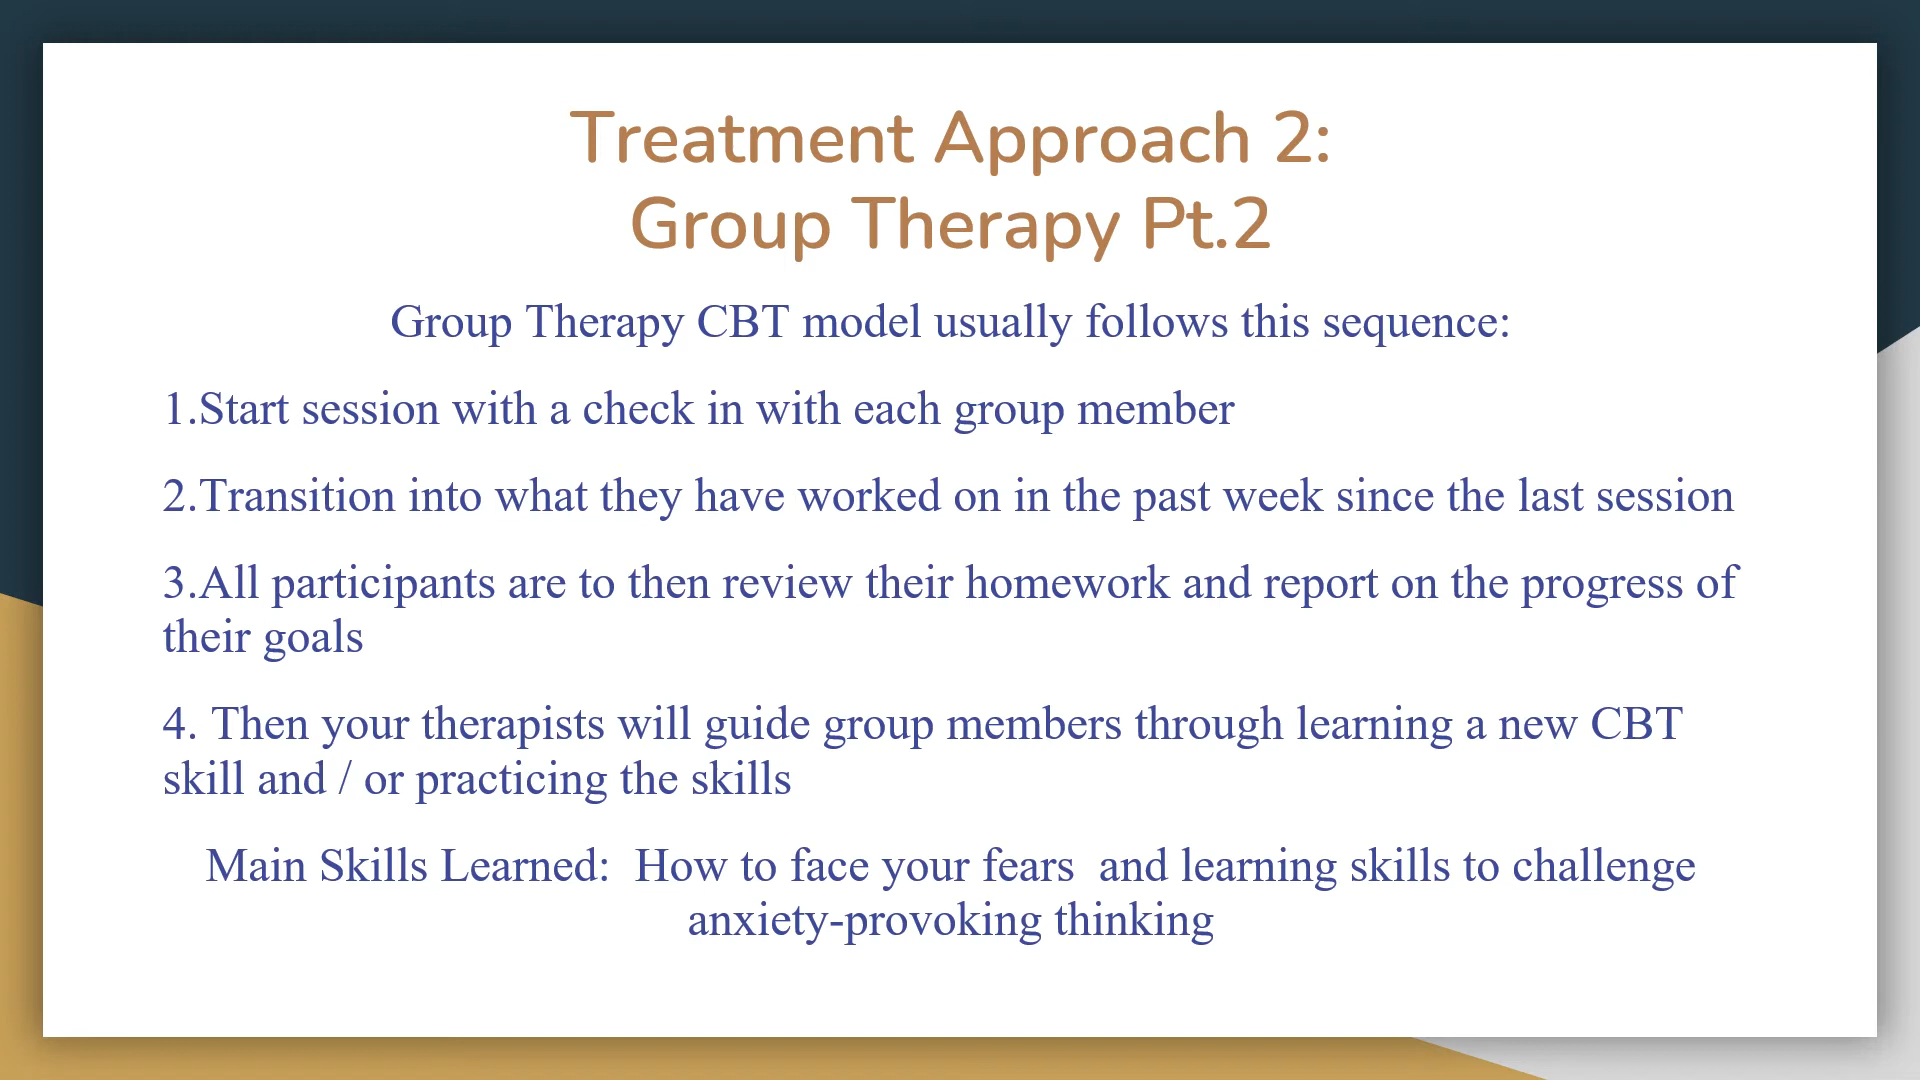 Treatment Approach 2:
Group Therapy Pt.2
Group Therapy CBT model usually follows this sequence:
1.Start session with a check in with each group member
2.Transition into what they have worked on in the past week since the last session
3.All participants are to then review their homework and report on the progress of
their goals
4. Then your therapists will guide group members through learning a new CBT
skill and / or practicing the skills
Main Skills Learned:  How to face your fears  and learning skills to challenge
anxiety-provoking thinking